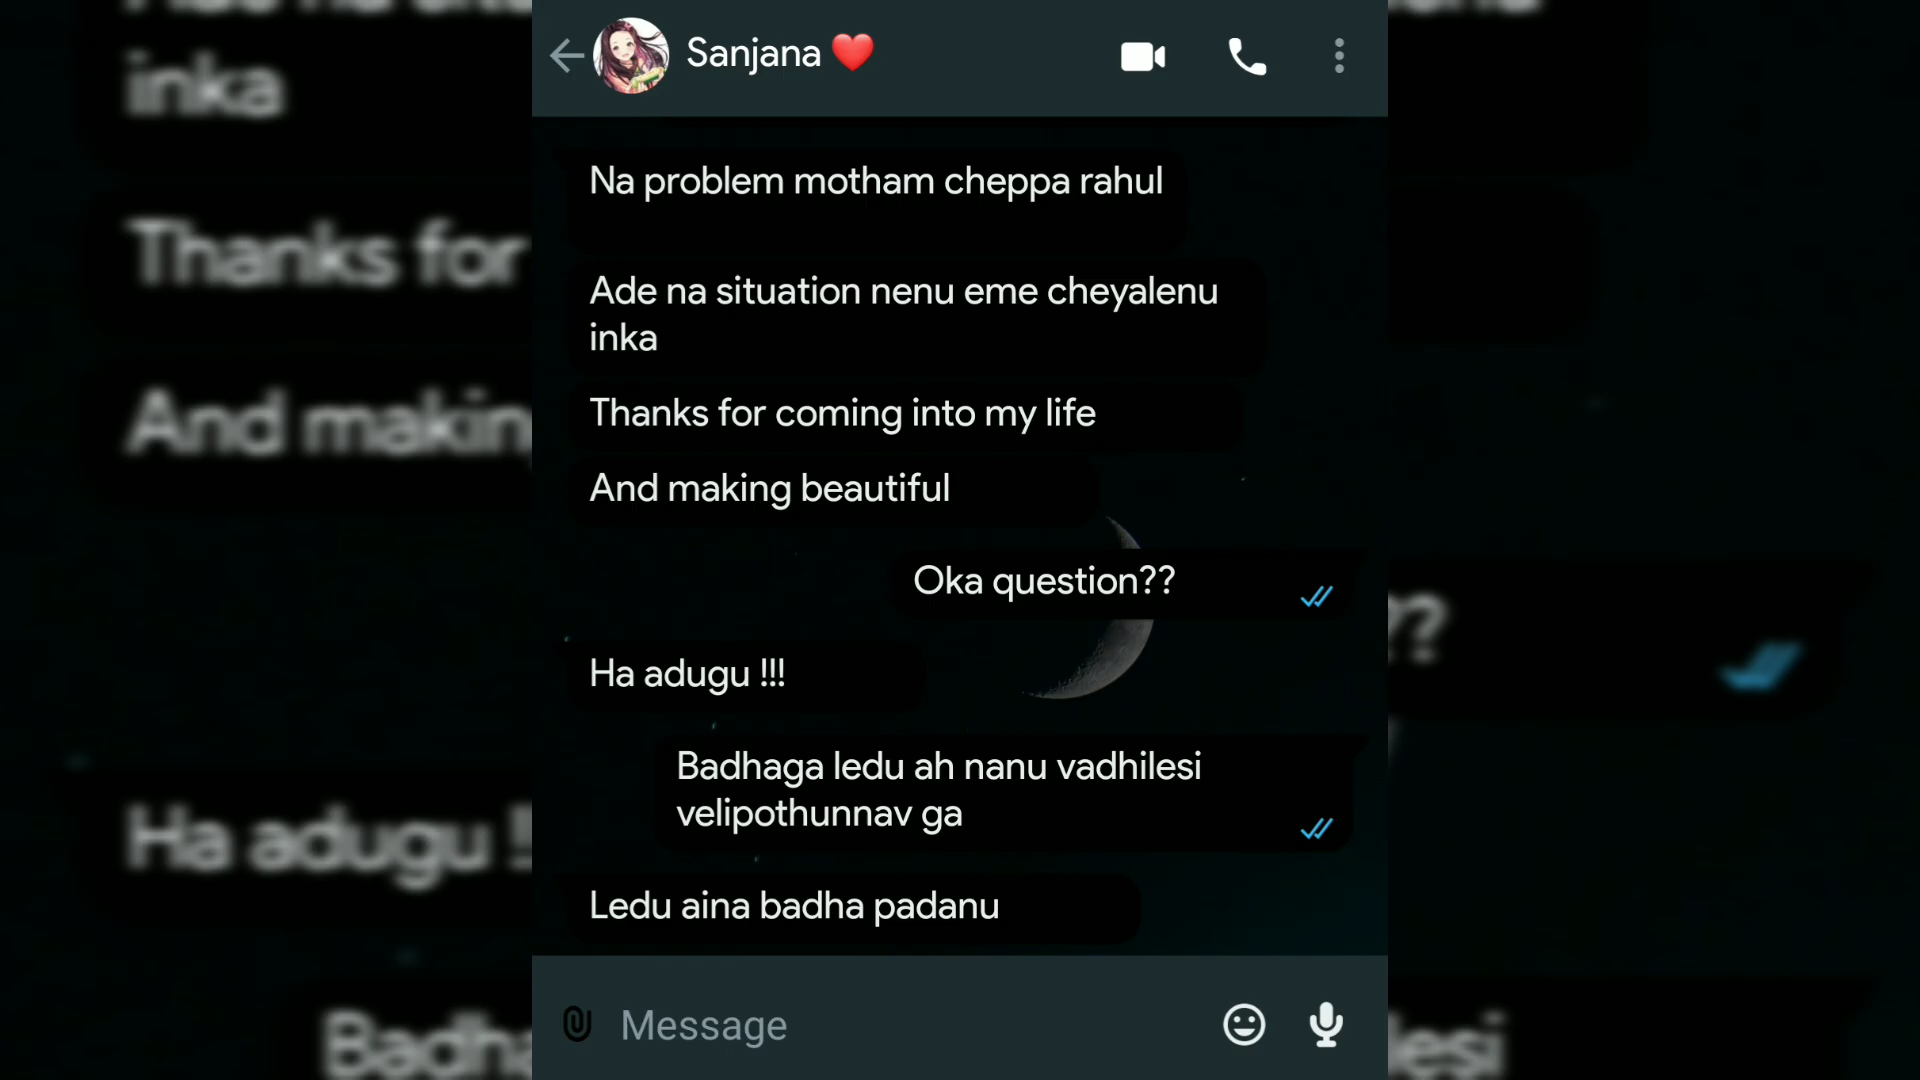 Sanjana ❤️
Na problem motham cheppa rahul
Ade na situation nenu eme cheyalenu
inka
Thanks for coming into my life
And making beautiful
Oka question??
Ha adugu !!!
Badhaga ledu ah nanu vadhilesi
velipothunnav ga
Ledu aina badha padanu
Message